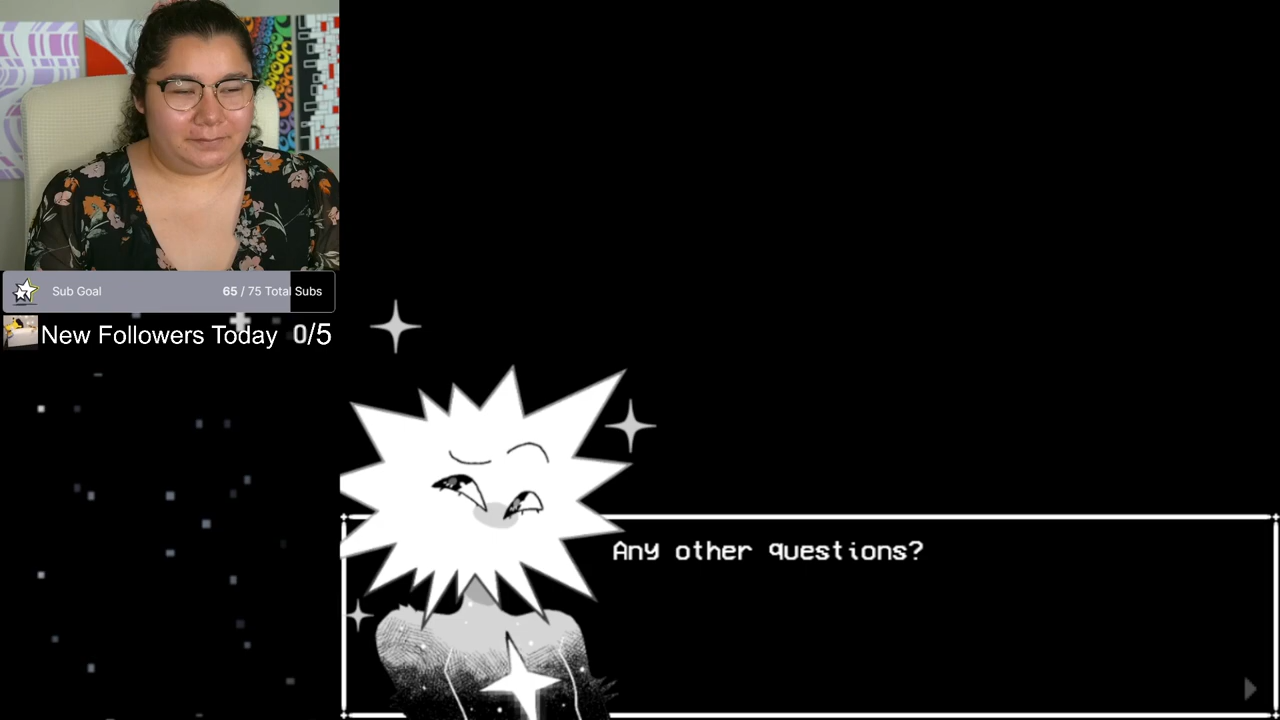 Sub Goal 65 / 75 Total Subs
New Followers Today 0/5
Any other questions?